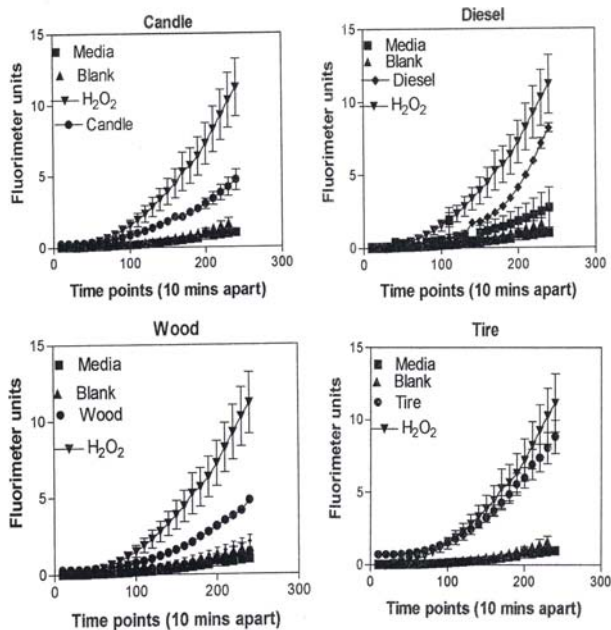 Candle
15
10
5
0
Fluorimeter units
Media
Blank
H₂O₂
Candle
0
100
200
300
Time points (10 mins apart)
Diesel
15
10
5
0
Fluorimeter units
Media
Blank
Diesel
H₂O₂
0
100
200
300
Time points (10 mins apart)
Wood
15
10
5
0
Fluorimeter units
Media
Blank
Wood
H₂O₂
0
100
200
300
Time points (10 mins apart)
Tire
15
10
5
0
Fluorimeter units
Media
Blank
Tire
H₂O₂
100
200
300
Time points (10 mins apart)